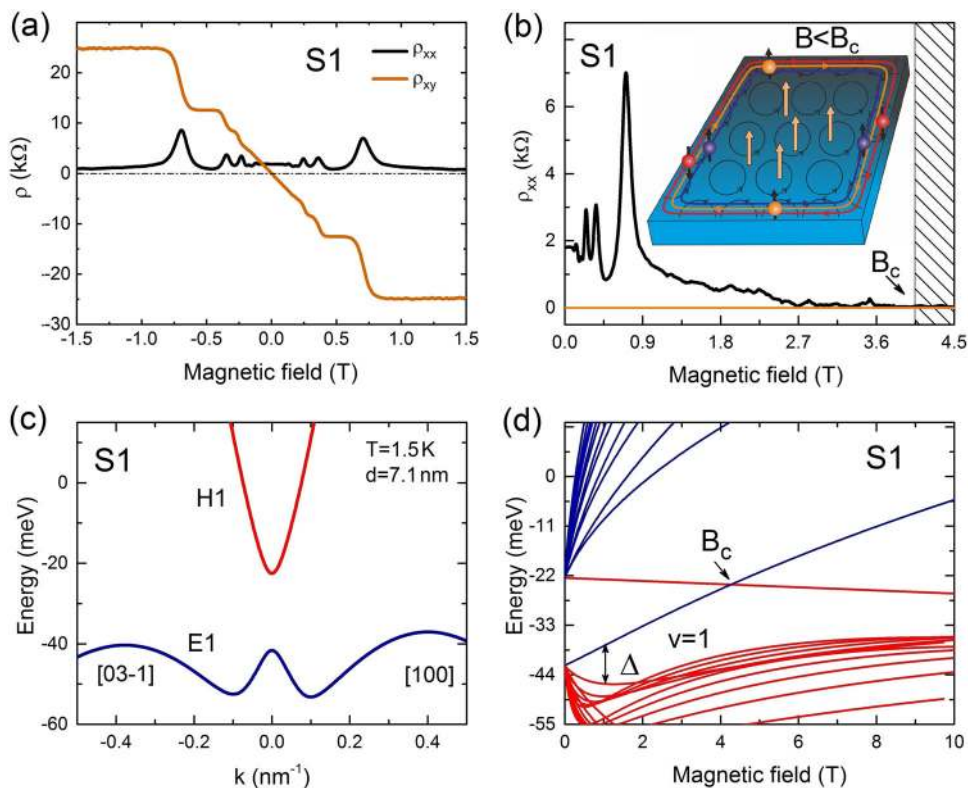 (a)
S1
ρxx
ρxy
20
10
0
−10
−20
−30
ρ (kΩ)
-1.5
-1.0
-0.5
0.0
0.5
1.0
1.5
Magnetic field (T)
(b)
S1
B<Bc
6
4
2
0
ρxx (kΩ)
Bc
0.0
0.9
1.8
2.7
3.6
4.5
Magnetic field (T)
(c)
S1
T=1.5 K
d=7.1 nm
H1
E1
[03-1]
[100]
0
-20
-40
-60
Energy (meV)
-0.4
-0.2
0.0
0.2
0.4
k (nm⁻¹)
(d)
S1
Bc
ν=1
Δ
0
-11
-22
-33
-44
-55
Energy (meV)
0
2
4
6
8
10
Magnetic field (T)